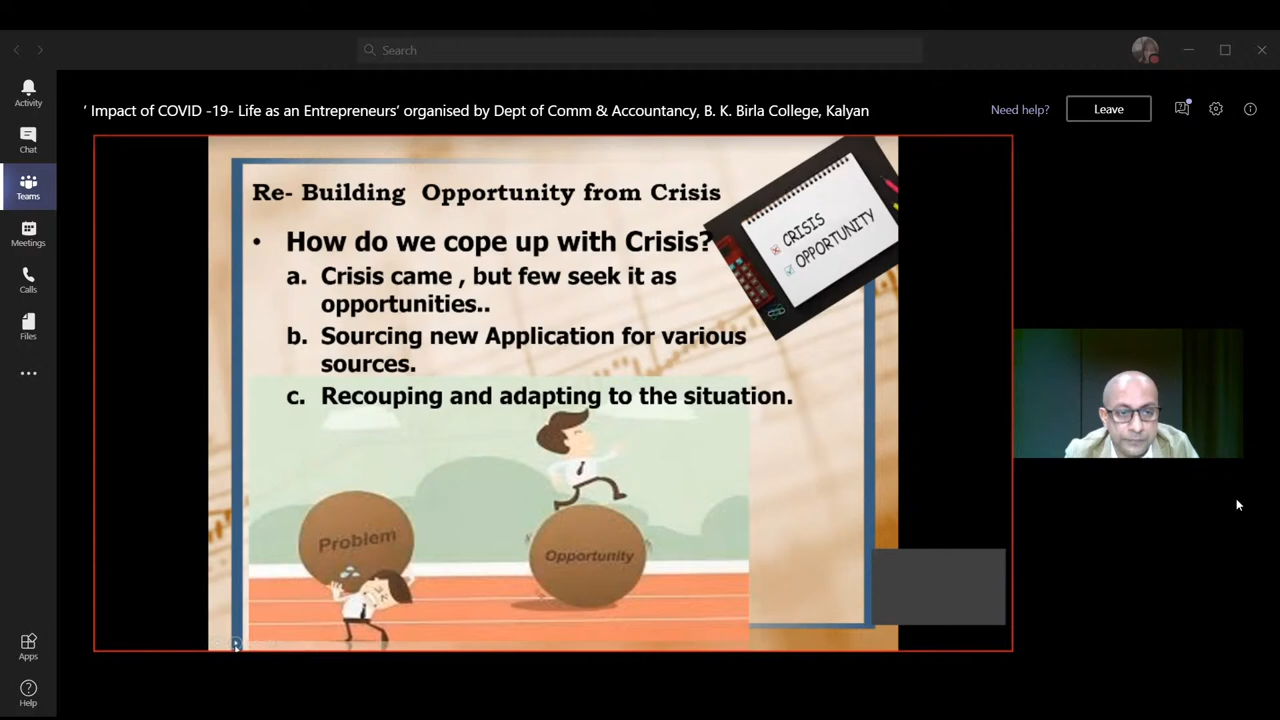 Search
Activity
Chat
Teams
Meetings
Calls
Files
Apps
Help
‘ Impact of COVID -19- Life as an Entrepreneurs’ organised by Dept of Comm & Accountancy, B. K. Birla College, Kalyan
Need help?
Leave
Re- Building Opportunity from Crisis
• How do we cope up with Crisis?
a. Crisis came , but few seek it as
opportunities..
b. Sourcing new Application for various
sources.
c. Recouping and adapting to the situation.
CRISIS
OPPORTUNITY
Problem
Opportunity